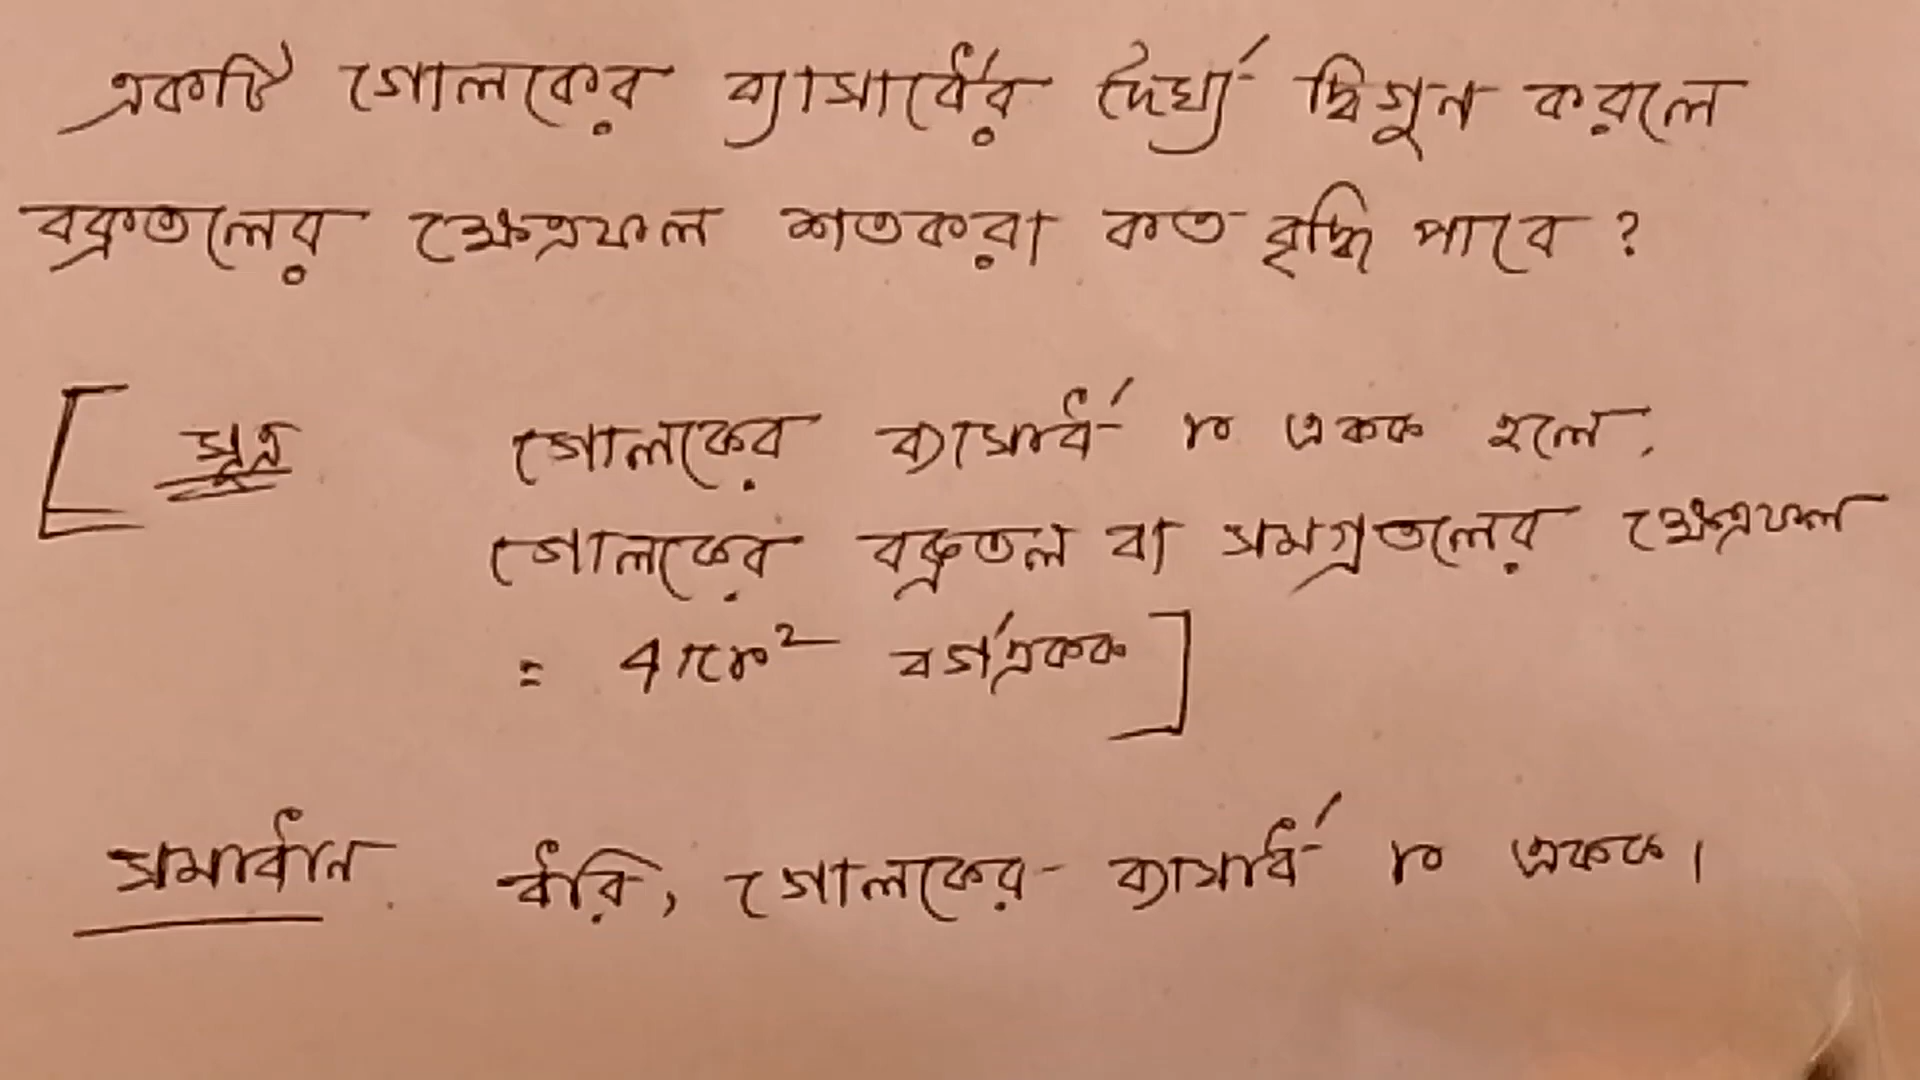 একটি গোলকের ব্যাসার্ধের দৈর্ঘ্য দ্বিগুন করলে
বক্রতলের ক্ষেত্রফল শতকরা কত বৃদ্ধি পাবে ?
[ সূত্র গোলকের ব্যাসার্ধ r একক হলে,
গোলকের বক্রতল বা সমগ্রতলের ক্ষেত্রফল
= 4πr² বর্গএকক ]
সমাধান. ধরি, গোলকের ব্যাসার্ধ r একক।